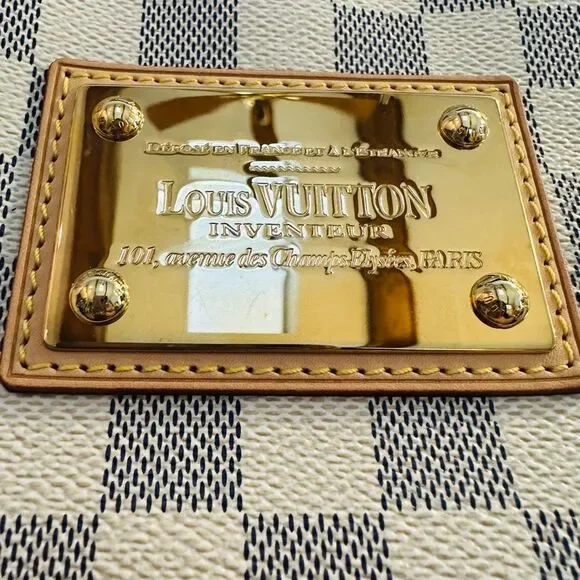 DÉPOSÉ EN FRANCE ET À L'ÉTRANGER
LOUIS VUITTON
INVENTEUR
101, avenue des Champs-Elysées, PARIS